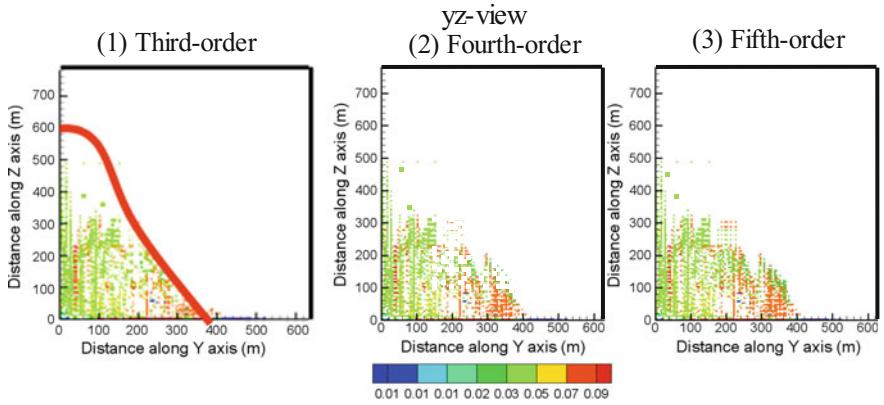 yz-view
(1) Third-order
(2) Fourth-order
(3) Fifth-order
Distance along Z axis (m)
700
600
500
400
300
200
100
0
0 100 200 300 400 500 600
Distance along Y axis (m)
Distance along Z axis (m)
700
600
500
400
300
200
100
0
0 100 200 300 400 500 600
Distance along Y axis (m)
Distance along Z axis (m)
700
600
500
400
300
200
100
0
0 100 200 300 400 500 600
Distance along Y axis (m)
0.01 0.01 0.01 0.02 0.03 0.05 0.07 0.09